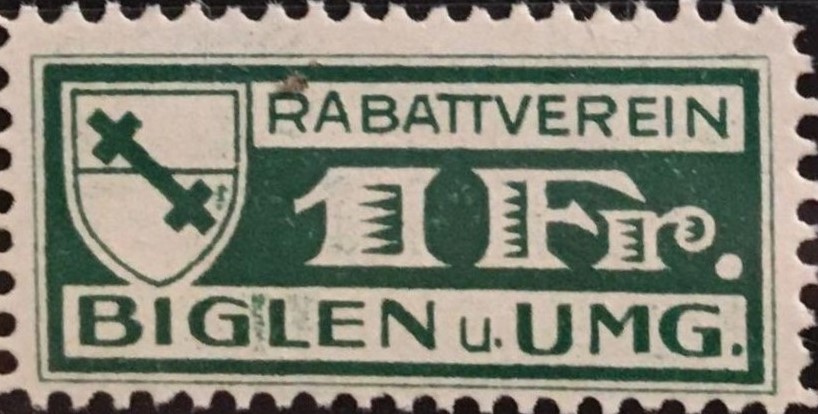 RABATTVEREIN
1 Fr.
BIGLEN u. UMG.